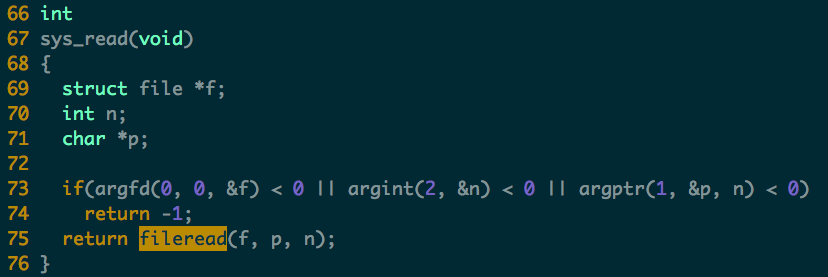 66 int
67 sys_read(void)
68 {
69   struct file *f;
70   int n;
71   char *p;
72
73   if(argfd(0, 0, &f) < 0 || argint(2, &n) < 0 || argptr(1, &p, n) < 0)
74     return -1;
75   return fileread(f, p, n);
76 }